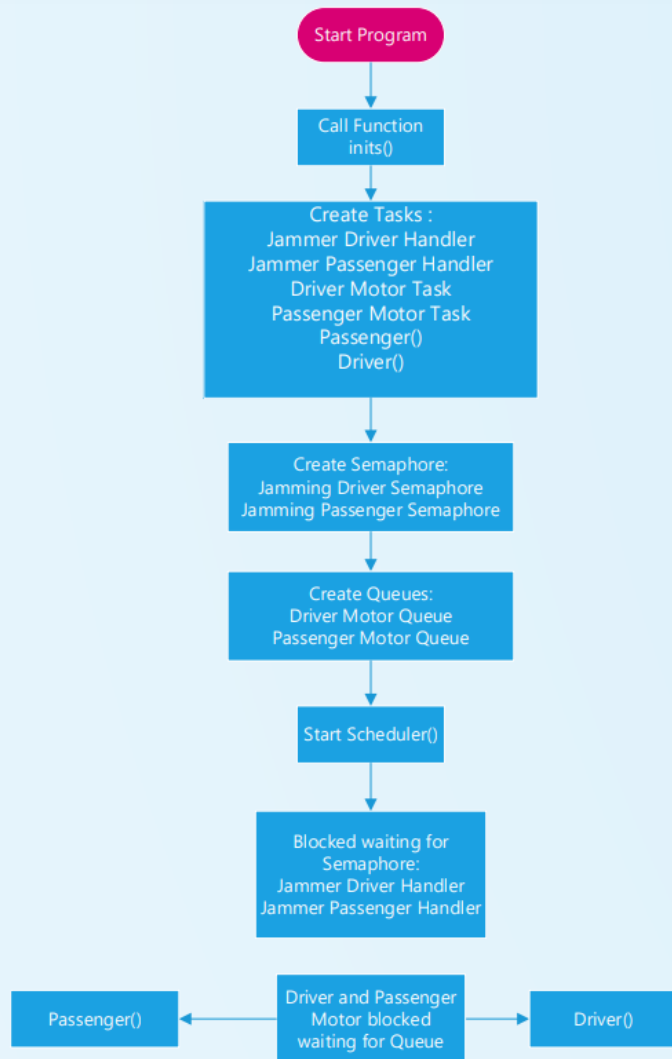 Start Program
Call Function
inits()
Create Tasks :
Jammer Driver Handler
Jammer Passenger Handler
Driver Motor Task
Passenger Motor Task
Passenger()
Driver()
Create Semaphore:
Jamming Driver Semaphore
Jamming Passenger Semaphore
Create Queues:
Driver Motor Queue
Passenger Motor Queue
Start Scheduler()
Blocked waiting for
Semaphore:
Jammer Driver Handler
Jammer Passenger Handler
Passenger()
Driver and Passenger
Motor blocked
waiting for Queue
Driver()